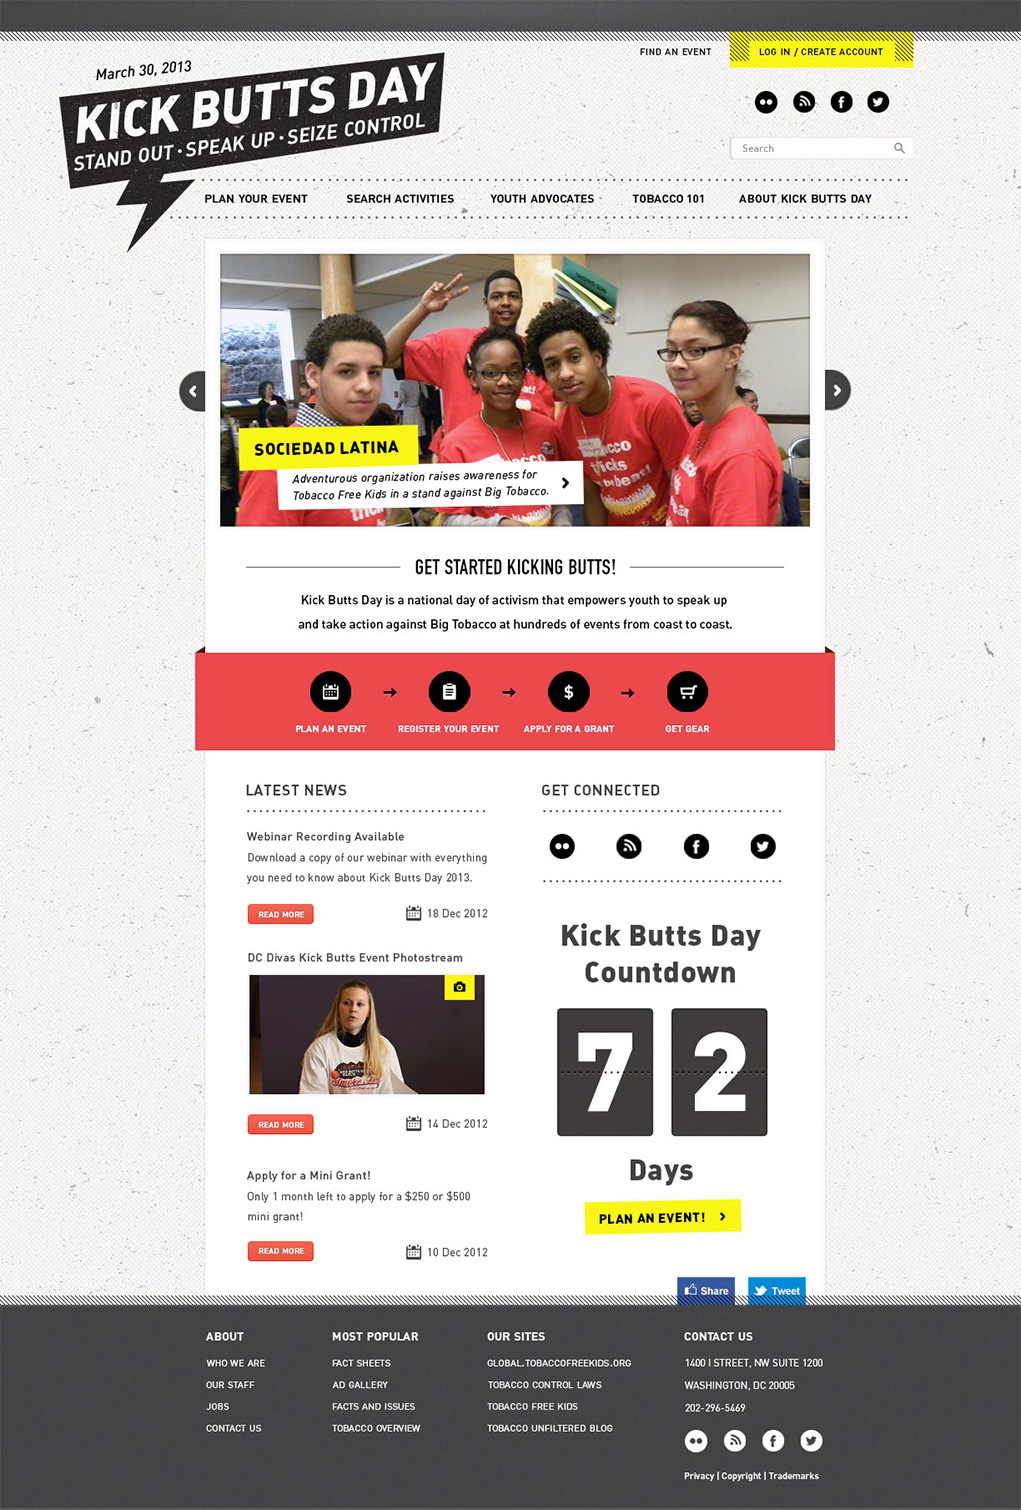 FIND AN EVENT
LOG IN / CREATE ACCOUNT
March 30, 2013
KICK BUTTS DAY
STAND OUT • SPEAK UP • SEIZE CONTROL
Search
PLAN YOUR EVENT
SEARCH ACTIVITIES
YOUTH ADVOCATES
TOBACCO 101
ABOUT KICK BUTTS DAY
SOCIEDAD LATINA
Adventurous organization raises awareness for
Tobacco Free Kids in a stand against Big Tobacco.
GET STARTED KICKING BUTTS!
Kick Butts Day is a national day of activism that empowers youth to speak up
and take action against Big Tobacco at hundreds of events from coast to coast.
PLAN AN EVENT
REGISTER YOUR EVENT
APPLY FOR A GRANT
GET GEAR
LATEST NEWS
Webinar Recording Available
Download a copy of our webinar with everything
you need to know about Kick Butts Day 2013.
READ MORE
18 Dec 2012
DC Divas Kick Butts Event Photostream
READ MORE
14 Dec 2012
Apply for a Mini Grant!
Only 1 month left to apply for a $250 or $500
mini grant!
READ MORE
10 Dec 2012
GET CONNECTED
Kick Butts Day
Countdown
72
Days
PLAN AN EVENT!
Share
Tweet
ABOUT
WHO WE ARE
OUR STAFF
JOBS
CONTACT US
MOST POPULAR
FACT SHEETS
AD GALLERY
FACTS AND ISSUES
TOBACCO OVERVIEW
OUR SITES
GLOBAL.TOBACCOFREEKIDS.ORG
TOBACCO CONTROL LAWS
TOBACCO FREE KIDS
TOBACCO UNFILTERED BLOG
CONTACT US
1400 I STREET, NW SUITE 1200
WASHINGTON, DC 20005
202-296-5469
Privacy | Copyright | Trademarks